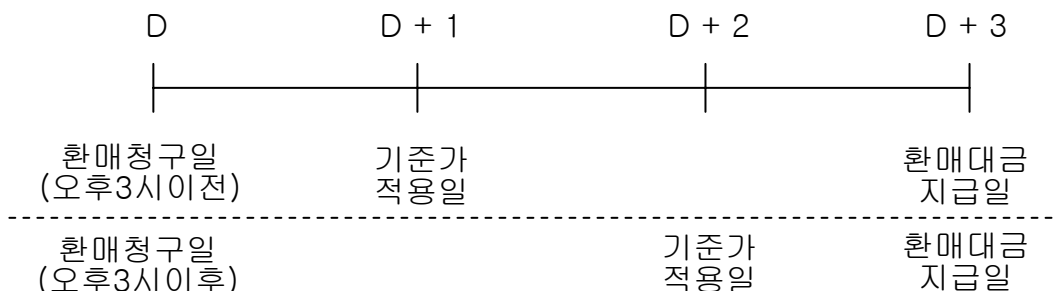 D D + 1 D + 2 D + 3
환매청구일 기준가 환매대금
(오후3시이전) 적용일 지급일
환매청구일 기준가 환매대금
(오후3시이후) 적용일 지급일